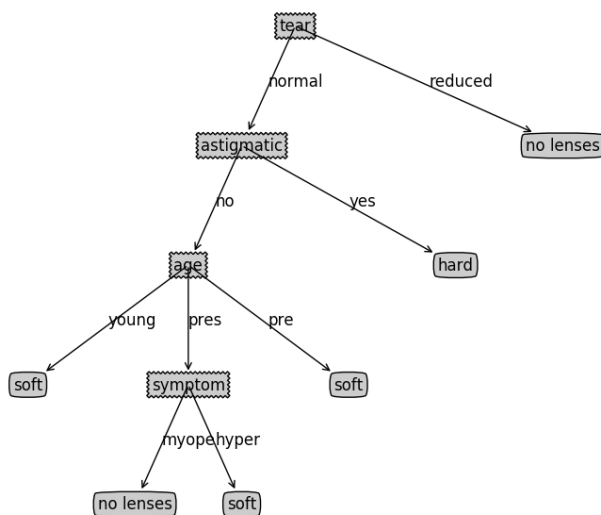 tear
normal
reduced
astigmatic
no lenses
no
yes
age
hard
young
pres
pre
soft
symptom
soft
myope
hyper
no lenses
soft